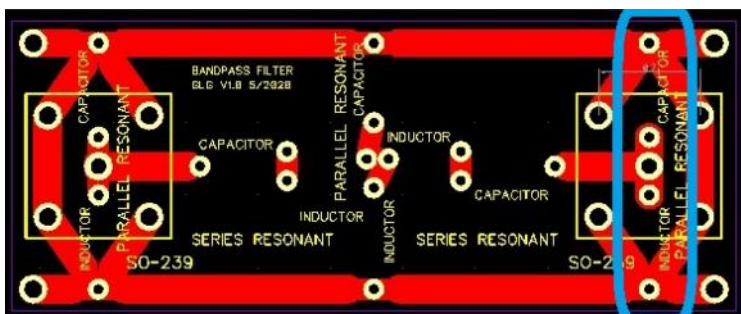 BANDPASS FILTER
GLG V1.0 5/2020
CAPACITOR
PARALLEL RESONANT
INDUCTOR
SO-239
CAPACITOR
INDUCTOR
SERIES RESONANT
PARALLEL RESONANT
CAPACITOR
INDUCTOR
INDUCTOR
CAPACITOR
SERIES RESONANT
CAPACITOR
PARALLEL RESONANT
INDUCTOR
SO-239